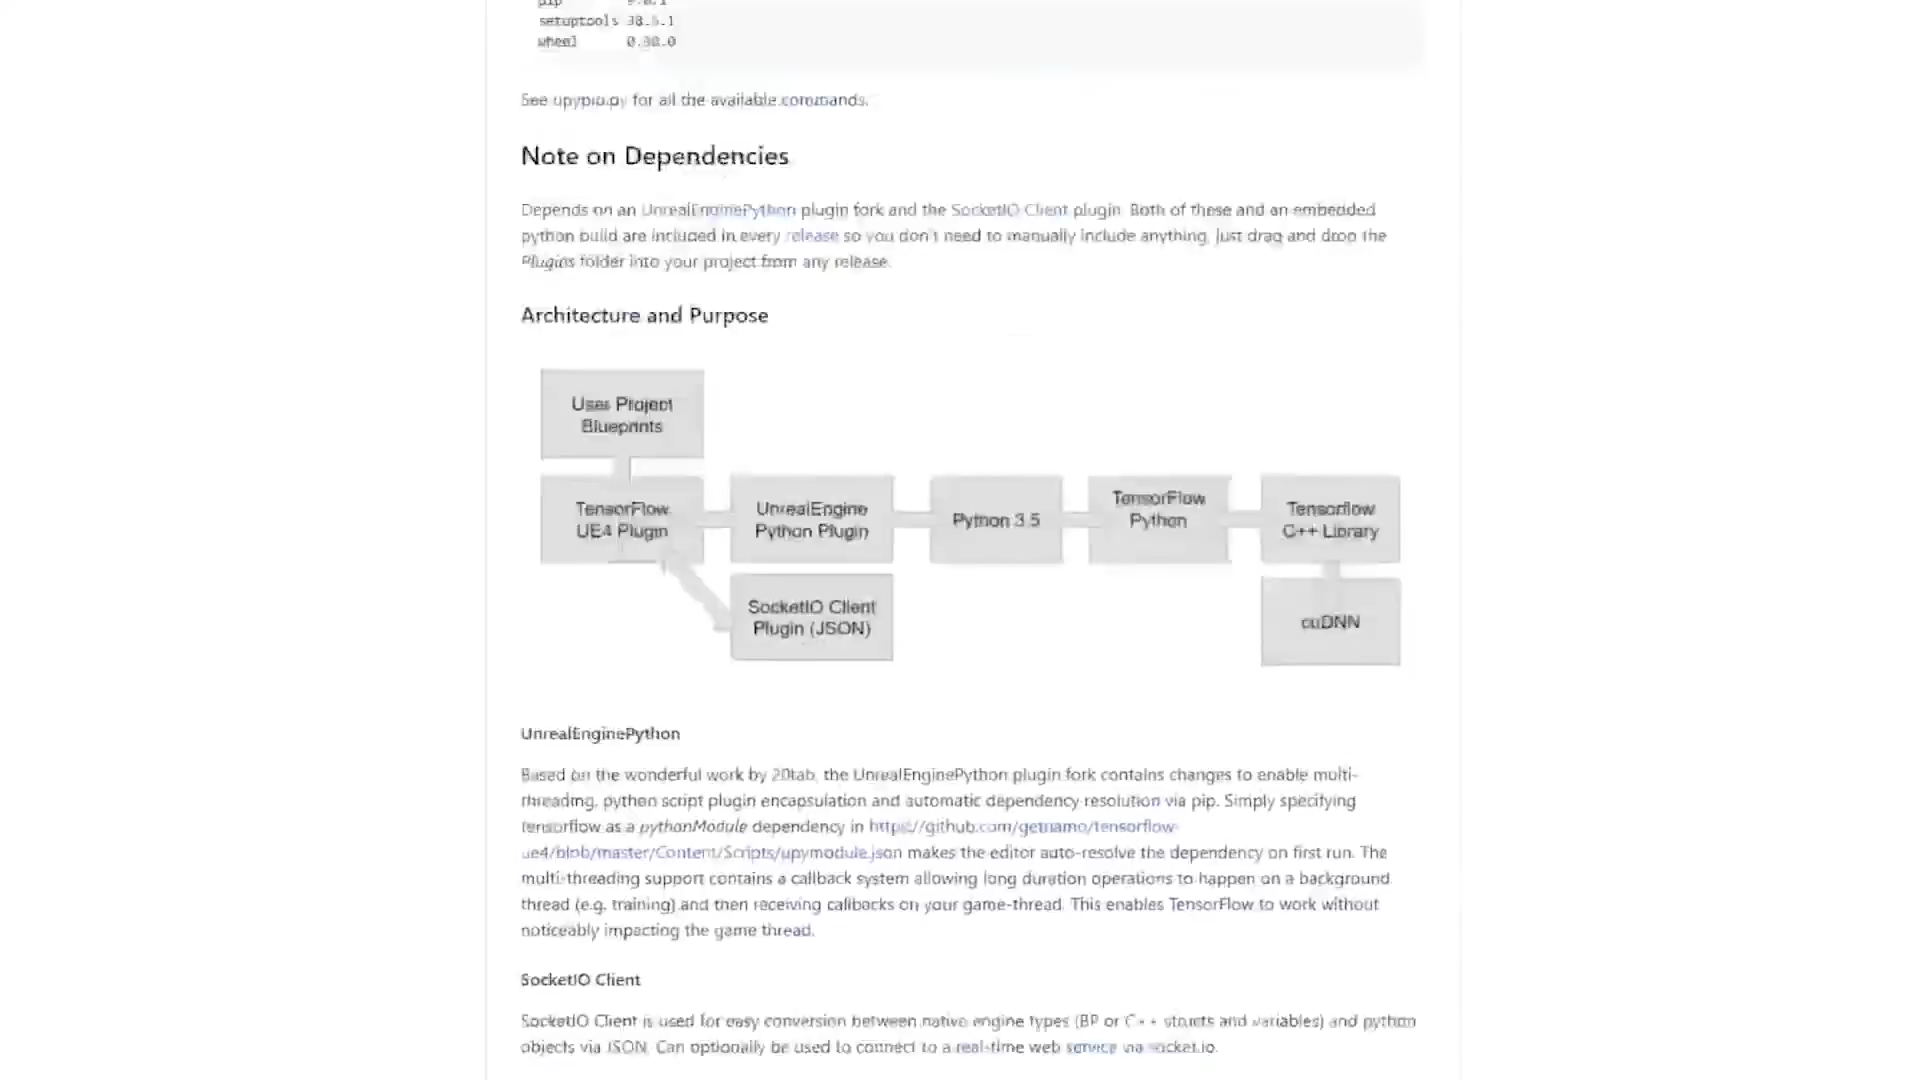 setuptools 38.5.1
wheel 0.30.0
See upypip.py for all the available commands.
Note on Dependencies
Depends on an UnrealEnginePython plugin fork and the SocketIO Client plugin. Both of these and an embedded
python build are included in every release so you don't need to manually include anything, just drag and drop the
Plugins folder into your project from any release.
Architecture and Purpose
User Project
Blueprints
TensorFlow
UE4 Plugin
UnrealEngine
Python Plugin
Python 3.5
TensorFlow
Python
Tensorflow
C++ Library
SocketIO Client
Plugin (JSON)
cuDNN
UnrealEnginePython
Based on the wonderful work by 20tab, the UnrealEnginePython plugin fork contains changes to enable multi-
threading, python script plugin encapsulation and automatic dependency resolution via pip. Simply specifying
tensorflow as a pythonModule dependency in https://github.com/getnamo/tensorflow-
ue4/blob/master/Content/Scripts/upymodule.json makes the editor auto-resolve the dependency on first run. The
multi-threading support contains a callback system allowing long duration operations to happen on a background
thread (e.g. training) and then receiving callbacks on your game-thread. This enables TensorFlow to work without
noticeably impacting the game thread.
SocketIO Client
SocketIO Client is used for easy conversion between native engine types (BP or C++ structs and variables) and python
objects via JSON. Can optionally be used to connect to a real-time web service via socket.io.